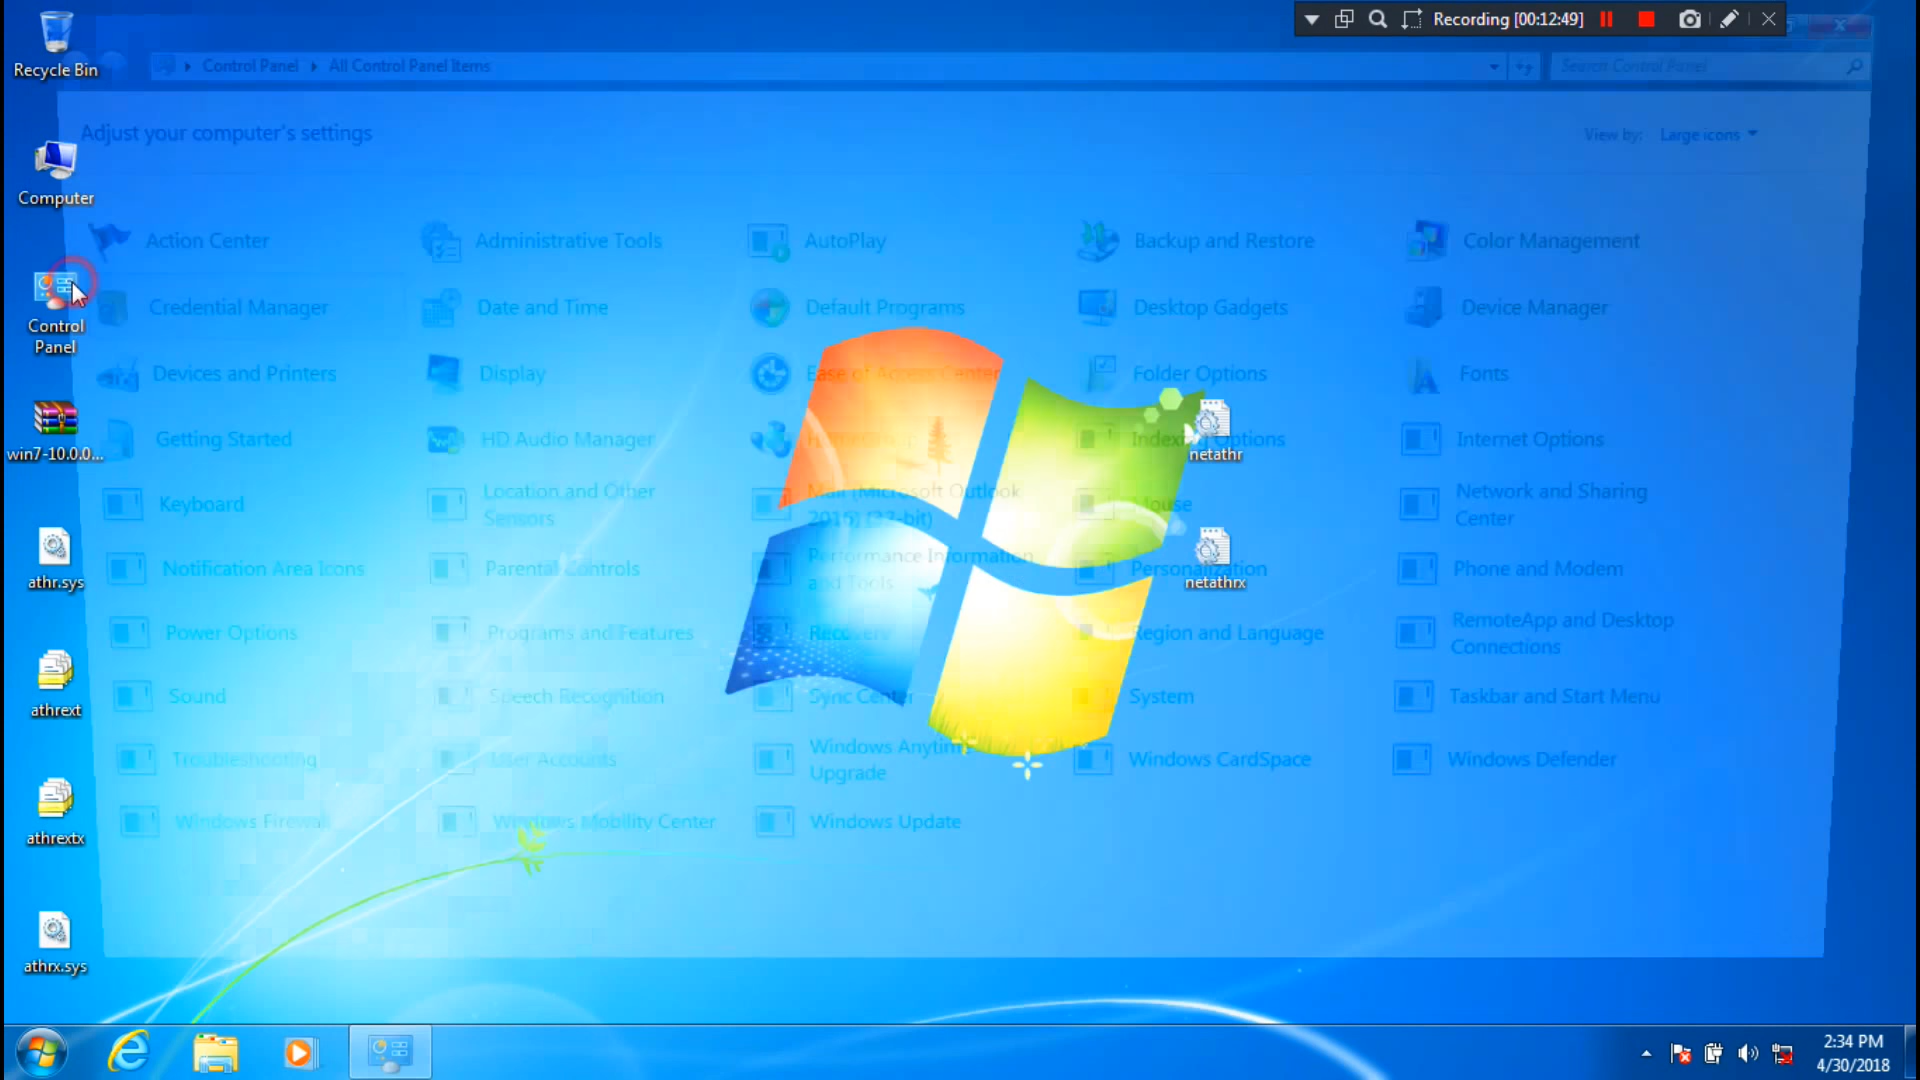 Recording [00:12:49]
Recycle Bin
Control Panel
All Control Panel Items
Search Control Panel
Adjust your computer's settings
View by:
Large icons
Computer
Action Center
Administrative Tools
AutoPlay
Backup and Restore
Color Management
Credential Manager
Date and Time
Default Programs
Desktop Gadgets
Device Manager
Control
Panel
Devices and Printers
Display
Ease of Access Center
Folder Options
Fonts
win7-10.0.0...
Getting Started
HD Audio Manager
Indexing Options
Internet Options
netathr
Keyboard
Location and Other
Sensors
Mail (Microsoft Outlook
2016) (32-bit)
Mouse
Network and Sharing
Center
athr.sys
Notification Area Icons
Parental Controls
Performance Information
and Tools
Personalization
Phone and Modem
netathrx
Power Options
Programs and Features
Recovery
Region and Language
RemoteApp and Desktop
Connections
athrext
Sound
Speech Recognition
Sync Center
System
Taskbar and Start Menu
Troubleshooting
User Accounts
Windows Anytime
Upgrade
Windows CardSpace
Windows Defender
athrextx
Windows Firewall
Windows Mobility Center
Windows Update
athrx.sys
2:34 PM
4/30/2018